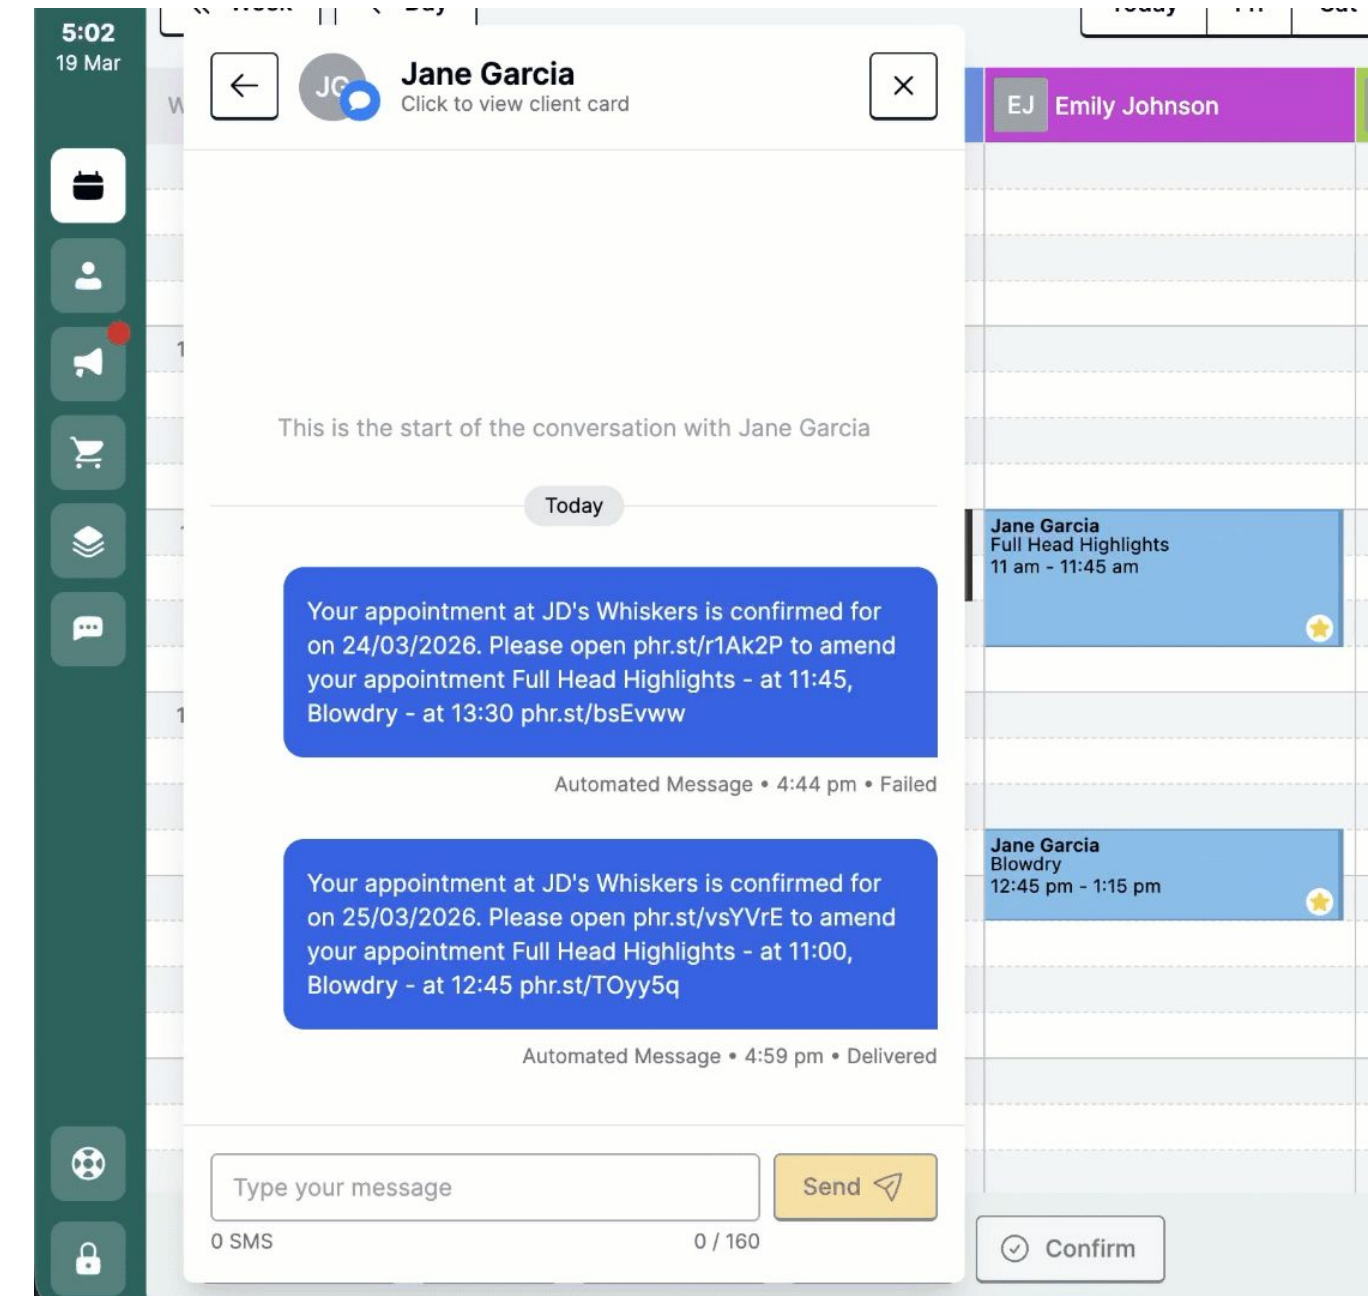 5:02
19 Mar
JG
Jane Garcia
Click to view client card
EJ Emily Johnson
This is the start of the conversation with Jane Garcia
Today
Your appointment at JD's Whiskers is confirmed for
on 24/03/2026. Please open phr.st/r1Ak2P to amend
your appointment Full Head Highlights - at 11:45,
Blowdry - at 13:30 phr.st/bsEvww
Automated Message • 4:44 pm • Failed
Your appointment at JD's Whiskers is confirmed for
on 25/03/2026. Please open phr.st/vsYVrE to amend
your appointment Full Head Highlights - at 11:00,
Blowdry - at 12:45 phr.st/TOyy5q
Automated Message • 4:59 pm • Delivered
Type your message
Send
0 SMS
0 / 160
Jane Garcia
Full Head Highlights
11 am - 11:45 am
Jane Garcia
Blowdry
12:45 pm - 1:15 pm
Confirm